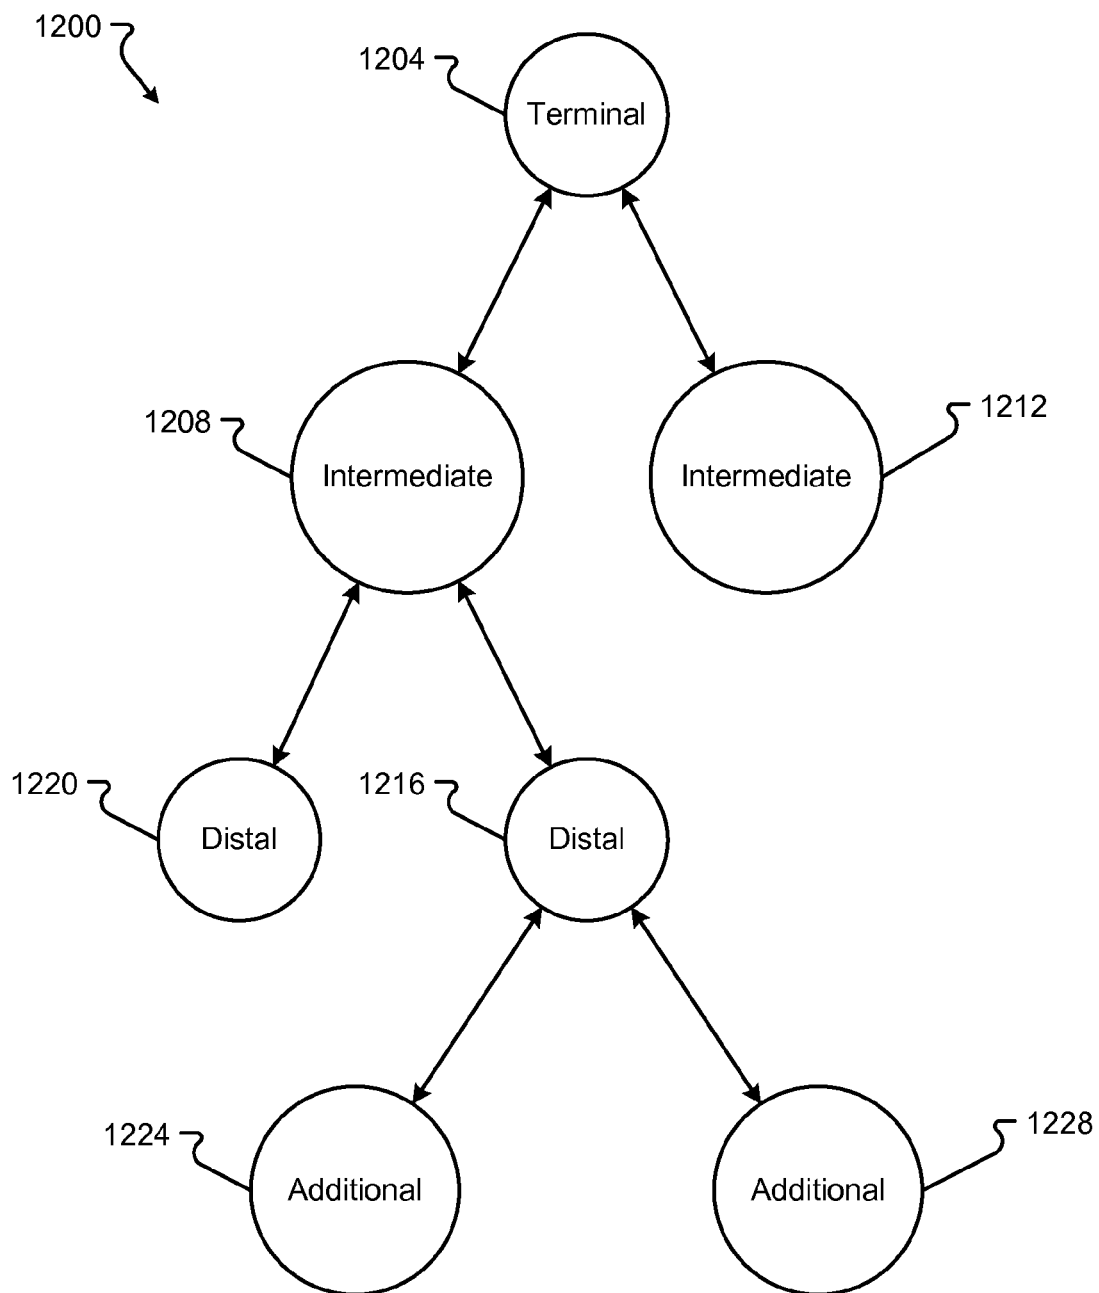 1200
1204
Terminal
1208
Intermediate
Intermediate
1212
1220
Distal
1216
Distal
1224
Additional
Additional
1228